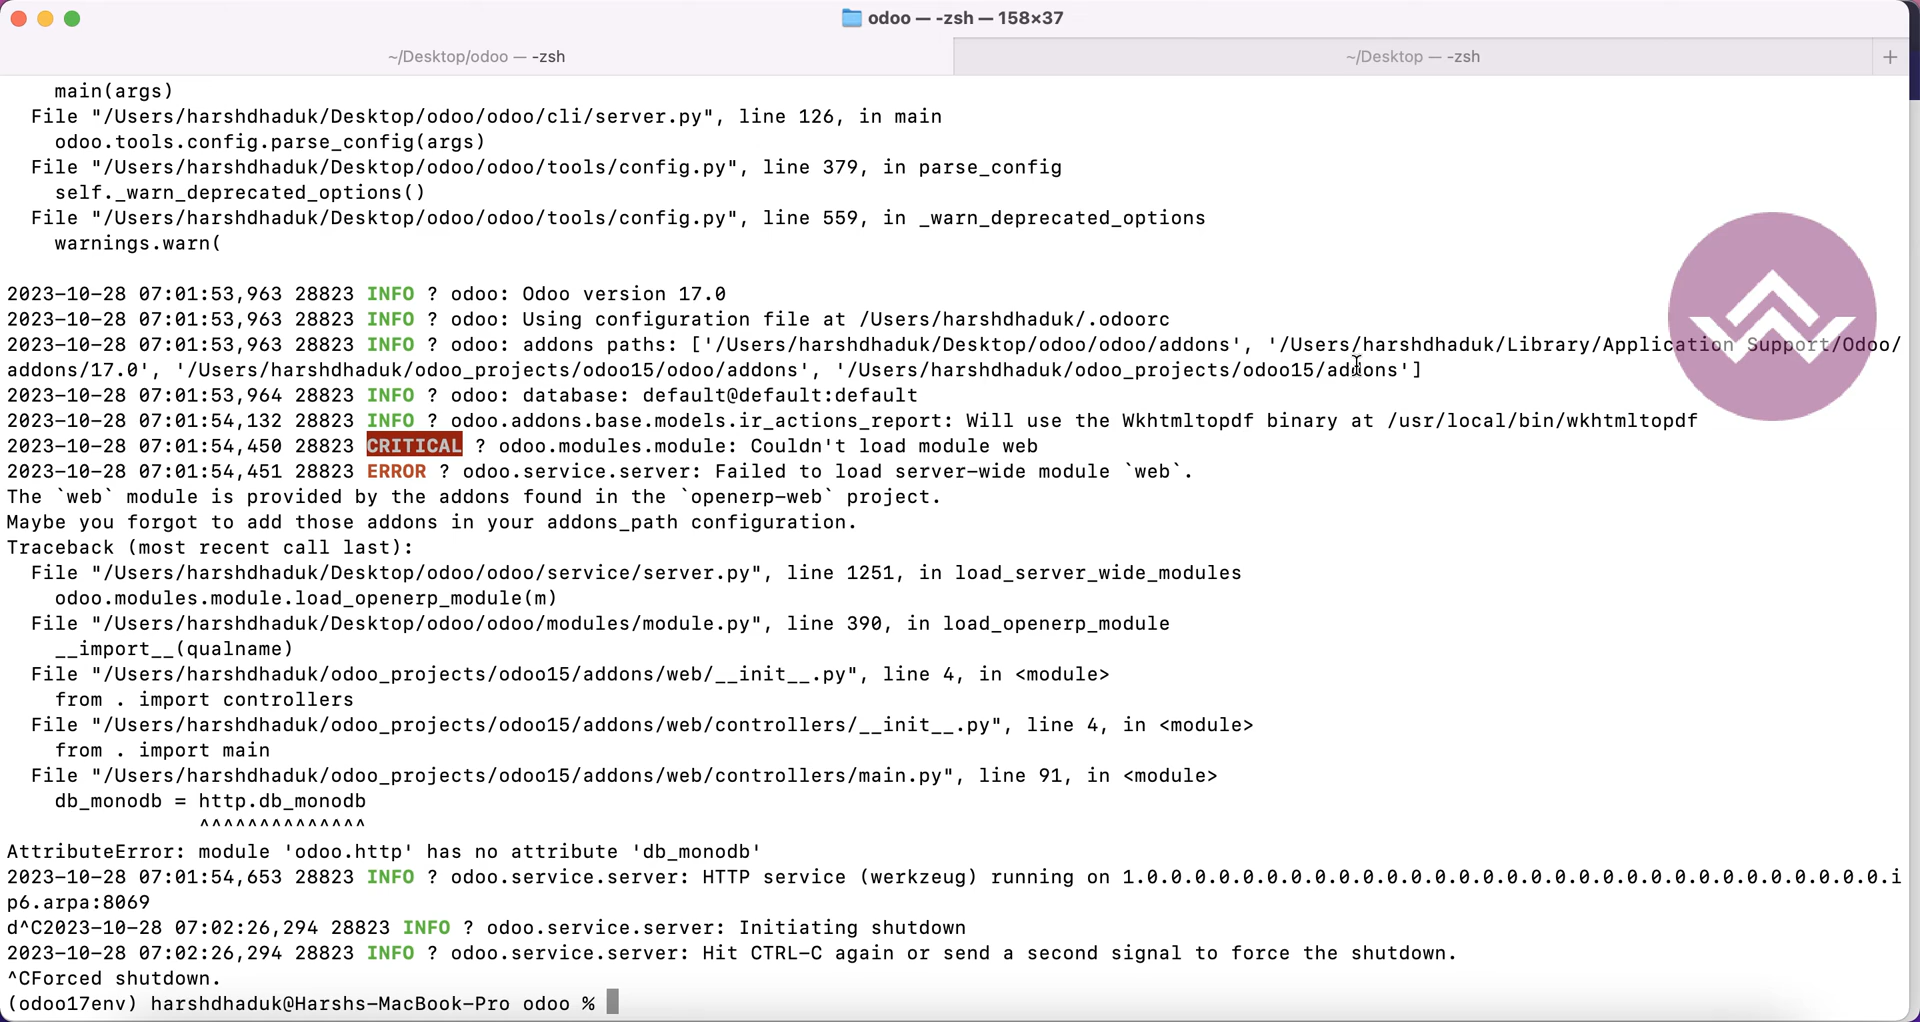 odoo — -zsh — 158×37
~/Desktop/odoo — -zsh
~/Desktop — -zsh
+
    main(args)
  File "/Users/harshdhaduk/Desktop/odoo/odoo/cli/server.py", line 126, in main
    odoo.tools.config.parse_config(args)
  File "/Users/harshdhaduk/Desktop/odoo/odoo/tools/config.py", line 379, in parse_config
    self._warn_deprecated_options()
  File "/Users/harshdhaduk/Desktop/odoo/odoo/tools/config.py", line 559, in _warn_deprecated_options
    warnings.warn(
2023-10-28 07:01:53,963 28823 INFO ? odoo: Odoo version 17.0
2023-10-28 07:01:53,963 28823 INFO ? odoo: Using configuration file at /Users/harshdhaduk/.odoorc
2023-10-28 07:01:53,963 28823 INFO ? odoo: addons paths: ['/Users/harshdhaduk/Desktop/odoo/odoo/addons', '/Users/harshdhaduk/Library/Application Support/Odoo/
addons/17.0', '/Users/harshdhaduk/odoo_projects/odoo15/odoo/addons', '/Users/harshdhaduk/odoo_projects/odoo15/addons']
2023-10-28 07:01:53,964 28823 INFO ? odoo: database: default@default:default
2023-10-28 07:01:54,132 28823 INFO ? odoo.addons.base.models.ir_actions_report: Will use the Wkhtmltopdf binary at /usr/local/bin/wkhtmltopdf
2023-10-28 07:01:54,450 28823 CRITICAL ? odoo.modules.module: Couldn't load module web
2023-10-28 07:01:54,451 28823 ERROR ? odoo.service.server: Failed to load server-wide module `web`.
The `web` module is provided by the addons found in the `openerp-web` project.
Maybe you forgot to add those addons in your addons_path configuration.
Traceback (most recent call last):
  File "/Users/harshdhaduk/Desktop/odoo/odoo/service/server.py", line 1251, in load_server_wide_modules
    odoo.modules.module.load_openerp_module(m)
  File "/Users/harshdhaduk/Desktop/odoo/odoo/modules/module.py", line 390, in load_openerp_module
    __import__(qualname)
  File "/Users/harshdhaduk/odoo_projects/odoo15/addons/web/__init__.py", line 4, in <module>
    from . import controllers
  File "/Users/harshdhaduk/odoo_projects/odoo15/addons/web/controllers/__init__.py", line 4, in <module>
    from . import main
  File "/Users/harshdhaduk/odoo_projects/odoo15/addons/web/controllers/main.py", line 91, in <module>
    db_monodb = http.db_monodb
                ^^^^^^^^^^^^^^
AttributeError: module 'odoo.http' has no attribute 'db_monodb'
2023-10-28 07:01:54,653 28823 INFO ? odoo.service.server: HTTP service (werkzeug) running on 1.0.0.0.0.0.0.0.0.0.0.0.0.0.0.0.0.0.0.0.0.0.0.0.0.0.0.0.0.0.0.0.i
p6.arpa:8069
d^C2023-10-28 07:02:26,294 28823 INFO ? odoo.service.server: Initiating shutdown
2023-10-28 07:02:26,294 28823 INFO ? odoo.service.server: Hit CTRL-C again or send a second signal to force the shutdown.
^CForced shutdown.
(odoo17env) harshdhaduk@Harshs-MacBook-Pro odoo %